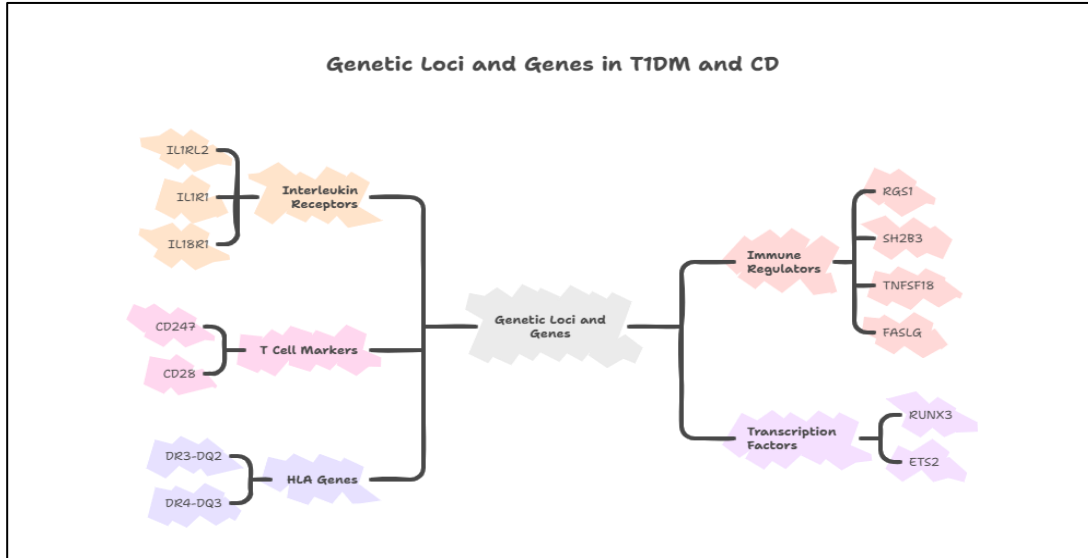 Genetic Loci and Genes in T1DM and CD
IL1RL2
IL1R1
IL18R1
Interleukin
Receptors
CD247
CD28
T Cell Markers
DR3-DQ2
DR4-DQ3
HLA Genes
Genetic Loci and
Genes
Immune
Regulators
RGS1
SH2B3
TNFSF18
FASLG
Transcription
Factors
RUNX3
ETS2